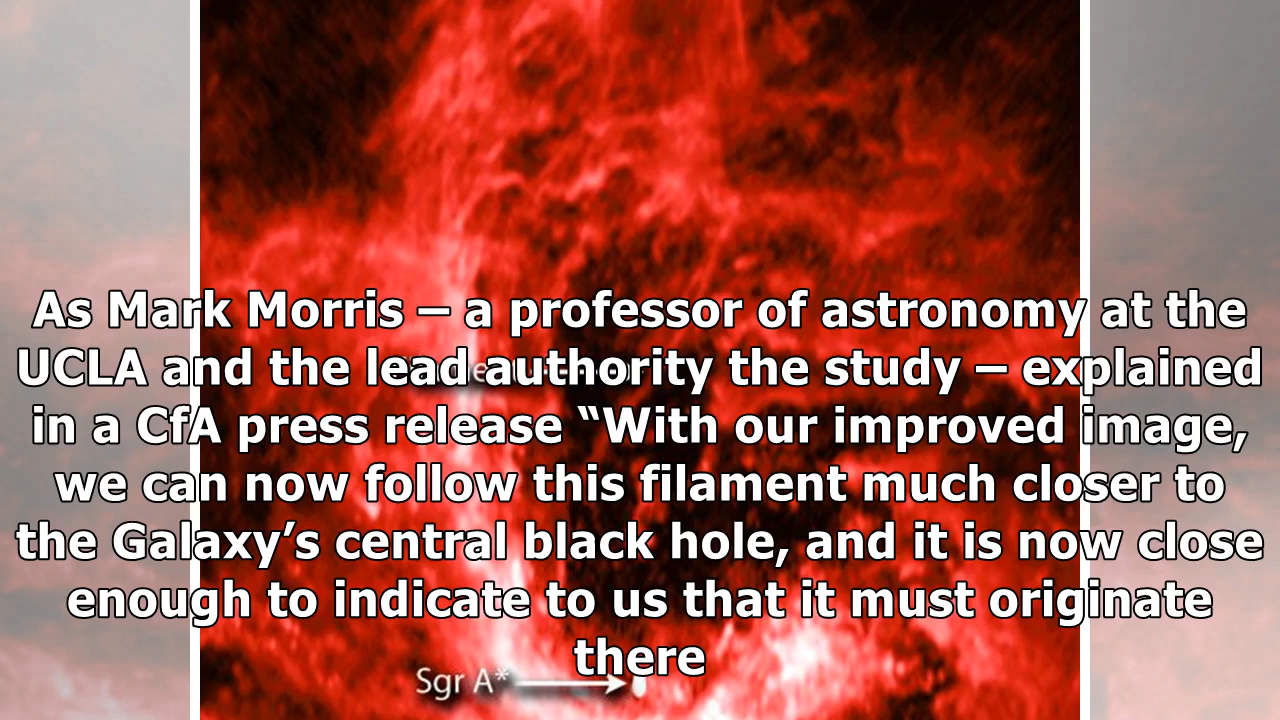 As Mark Morris – a professor of astronomy at the
UCLA and the lead authority the study – explained
in a CfA press release “With our improved image,
we can now follow this filament much closer to
the Galaxy’s central black hole, and it is now close
enough to indicate to us that it must originate
there
Sgr A*